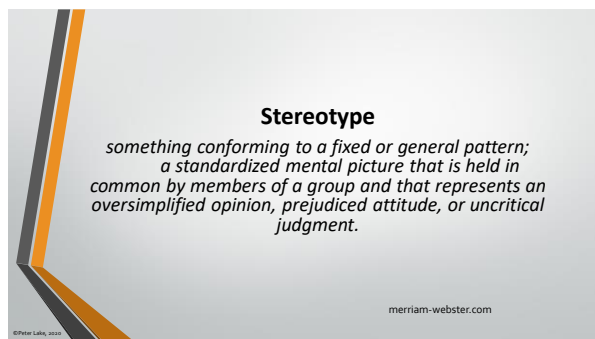 Stereotype
something conforming to a fixed or general pattern;
a standardized mental picture that is held in
common by members of a group and that represents an
oversimplified opinion, prejudiced attitude, or uncritical
judgment.
merriam-webster.com
©Peter Lake, 2020